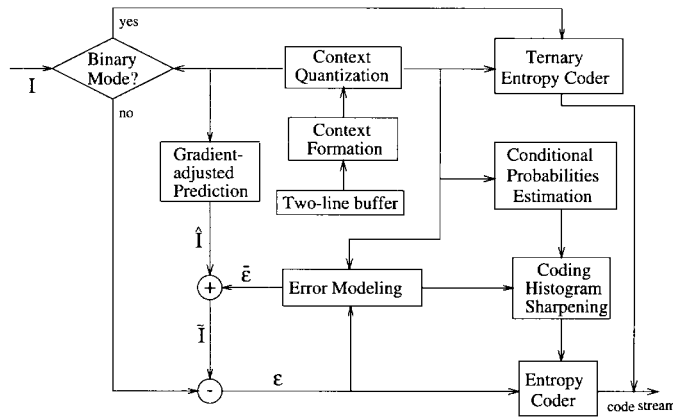 yes
Binary
Mode?
I
no
Context
Quantization
Ternary
Entropy Coder
Context
Formation
Two-line buffer
Gradient-
adjusted
Prediction
Conditional
Probabilities
Estimation
Î
+
ε̄
Error Modeling
Coding
Histogram
Sharpening
Ĩ
-
ε
Entropy
Coder
code stream